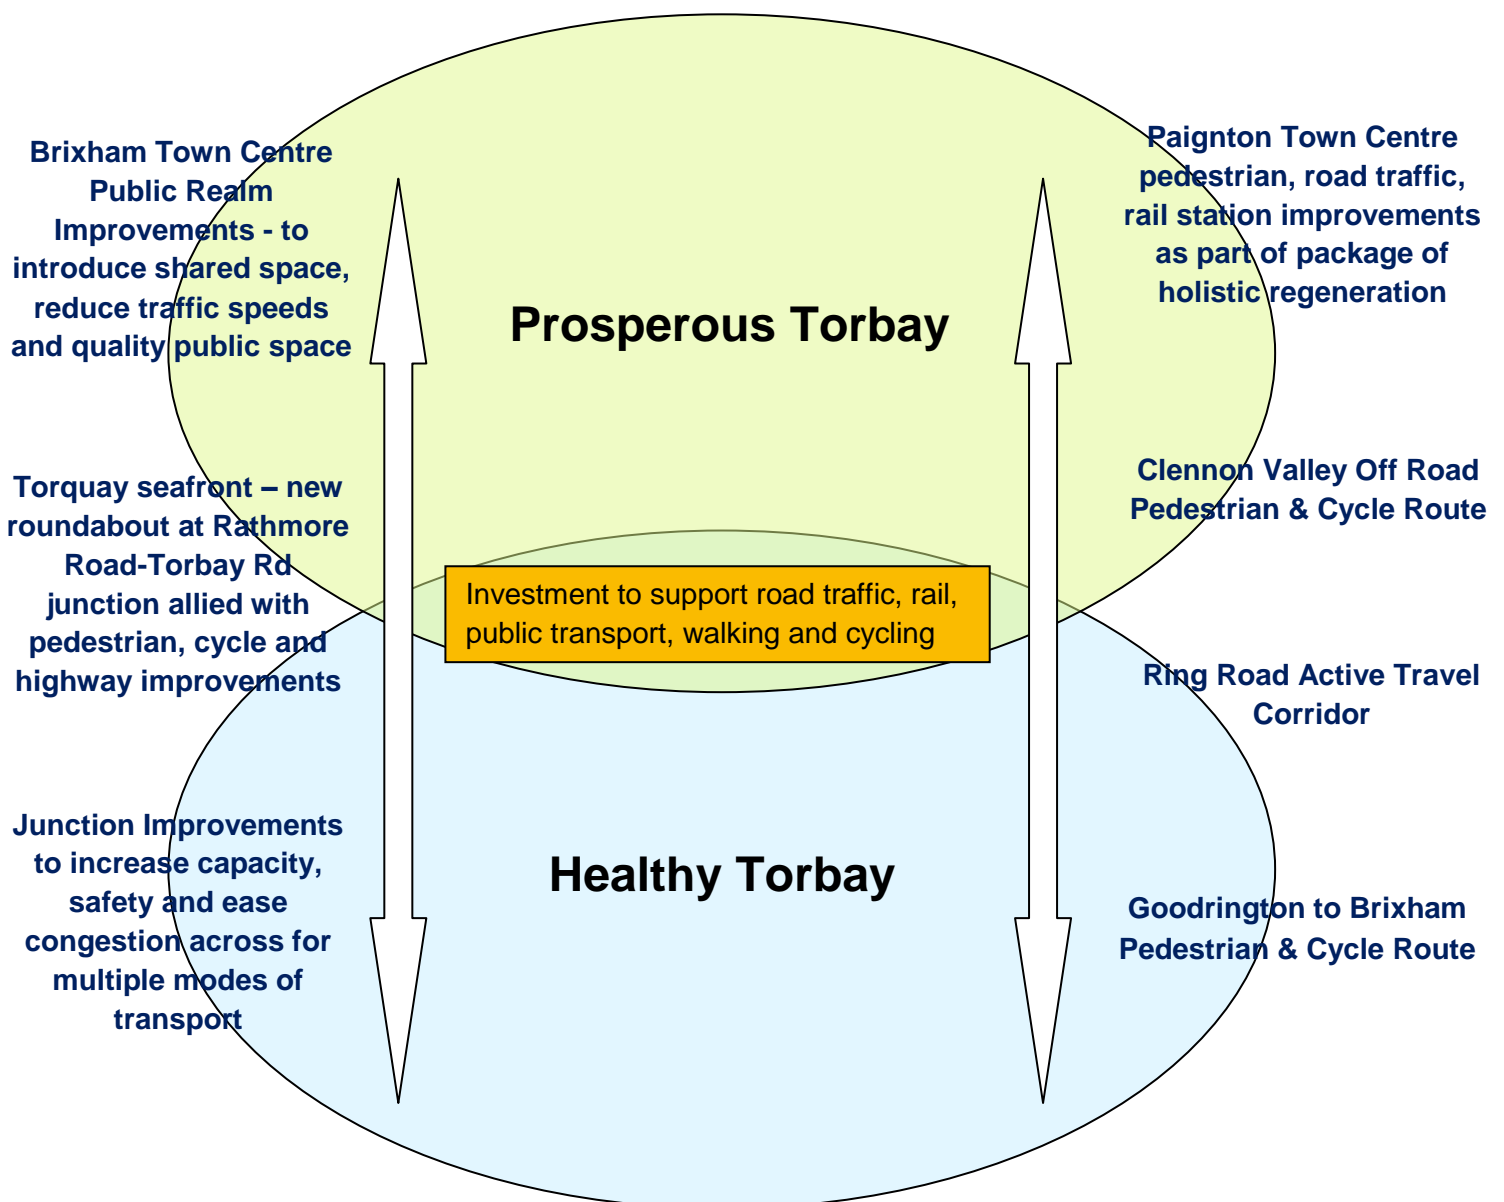 Brixham Town Centre
Public Realm
Improvements - to
introduce shared space,
reduce traffic speeds
and quality public space
Torquay seafront – new
roundabout at Rathmore
Road-Torbay Rd
junction allied with
pedestrian, cycle and
highway improvements
Junction Improvements
to increase capacity,
safety and ease
congestion across for
multiple modes of
transport
Prosperous Torbay
Investment to support road traffic, rail,
public transport, walking and cycling
Healthy Torbay
Paignton Town Centre
pedestrian, road traffic,
rail station improvements
as part of package of
holistic regeneration
Clennon Valley Off Road
Pedestrian & Cycle Route
Ring Road Active Travel
Corridor
Goodrington to Brixham
Pedestrian & Cycle Route